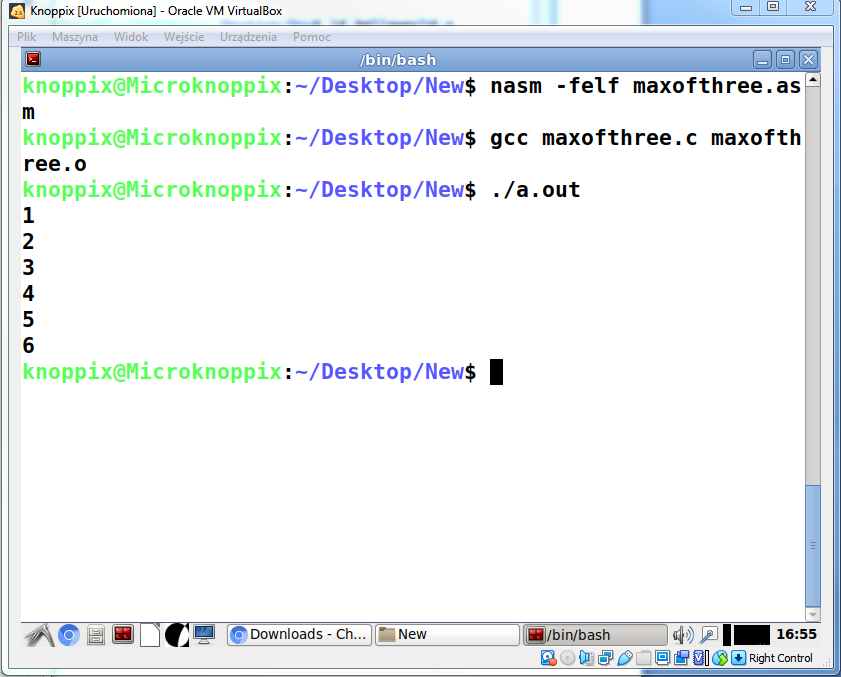 Knoppix [Uruchomiona] - Oracle VM VirtualBox
Plik Maszyna Widok Wejście Urządzenia Pomoc
/bin/bash
knoppix@Microknoppix:~/Desktop/New$ nasm -felf maxofthree.as
m
knoppix@Microknoppix:~/Desktop/New$ gcc maxofthree.c maxofth
ree.o
knoppix@Microknoppix:~/Desktop/New$ ./a.out
1
2
3
4
5
6
knoppix@Microknoppix:~/Desktop/New$
Downloads - Ch... New /bin/bash 16:55
Right Control